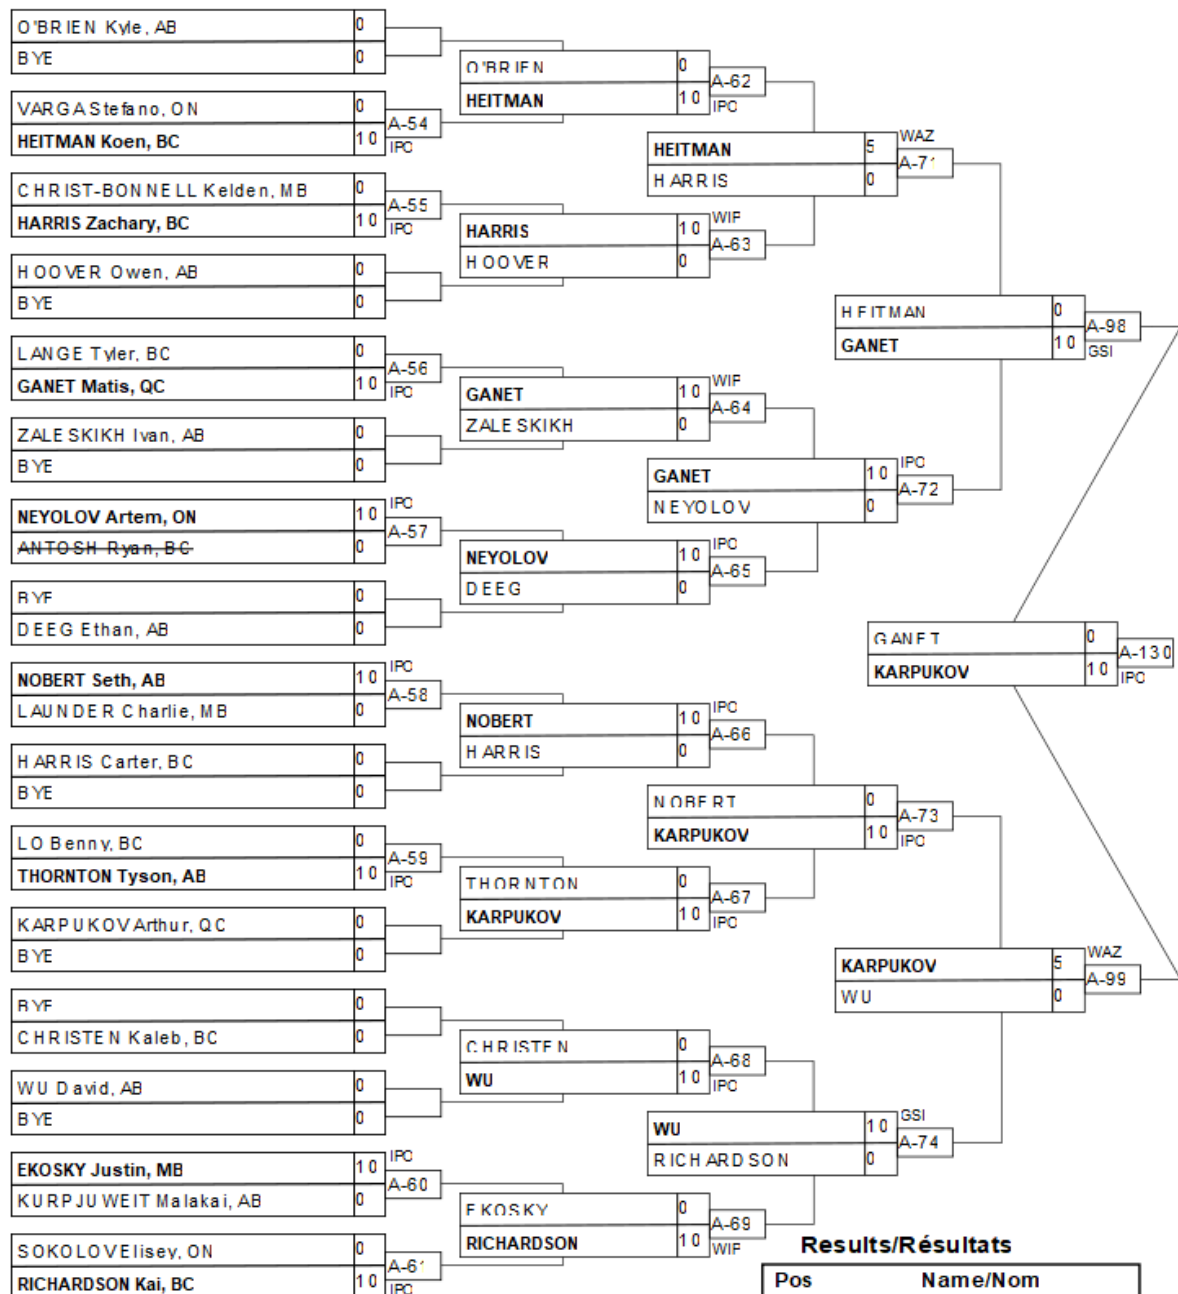 O'BRIEN Kyle, AB 0
BYE 0
VARGA Stefano, ON 0
HEITMAN Koen, BC 10
A-54
IPC
CHRIST-BONNELL Kelden, MB 0
HARRIS Zachary, BC 10
A-55
IPC
HOOVER Owen, AB 0
BYE 0
LANGE Tyler, BC 0
GANET Matis, QC 10
A-56
IPC
ZALESKIKH Ivan, AB 0
BYE 0
NEYOLOV Artem, ON 10
ANTOSH Ryan, BC 0
IPC
A-57
BYE 0
DEEG Ethan, AB 0
NOBERT Seth, AB 10
LAUNDER Charlie, MB 0
IPC
A-58
HARRIS Carter, BC 0
BYE 0
LO Benny, BC 0
THORNTON Tyson, AB 10
A-59
IPC
KARPUKOV Arthur, QC 0
BYE 0
BYE 0
CHRISTEN Kaleb, BC 0
WU David, AB 0
BYE 0
EKOSKY Justin, MB 10
KURPJUWEIT Malakai, AB 0
IPC
A-60
SOKOLOV Elisey, ON 0
RICHARDSON Kai, BC 10
A-61
IPC
O'BRIEN 0
HEITMAN 10
A-62
IPC
HARRIS 10
HOOVER 0
WIF
A-63
GANET 10
ZALESKIKH 0
WIF
A-64
NEYOLOV 10
DEEG 0
IPC
A-65
NOBERT 10
HARRIS 0
IPC
A-66
THORNTON 0
KARPUKOV 10
A-67
IPC
CHRISTEN 0
WU 10
A-68
IPC
EKOSKY 0
RICHARDSON 10
A-69
WIF
HEITMAN 5
HARRIS 0
WAZ
A-71
GANET 10
NEYOLOV 0
IPC
A-72
NOBERT 0
KARPUKOV 10
A-73
IPC
WU 10
RICHARDSON 0
GSI
A-74
HEITMAN 0
GANET 10
A-98
GSI
KARPUKOV 5
WU 0
WAZ
A-99
GANET 0
KARPUKOV 10
A-130
IPC
Results/Résultats
Pos Name/Nom